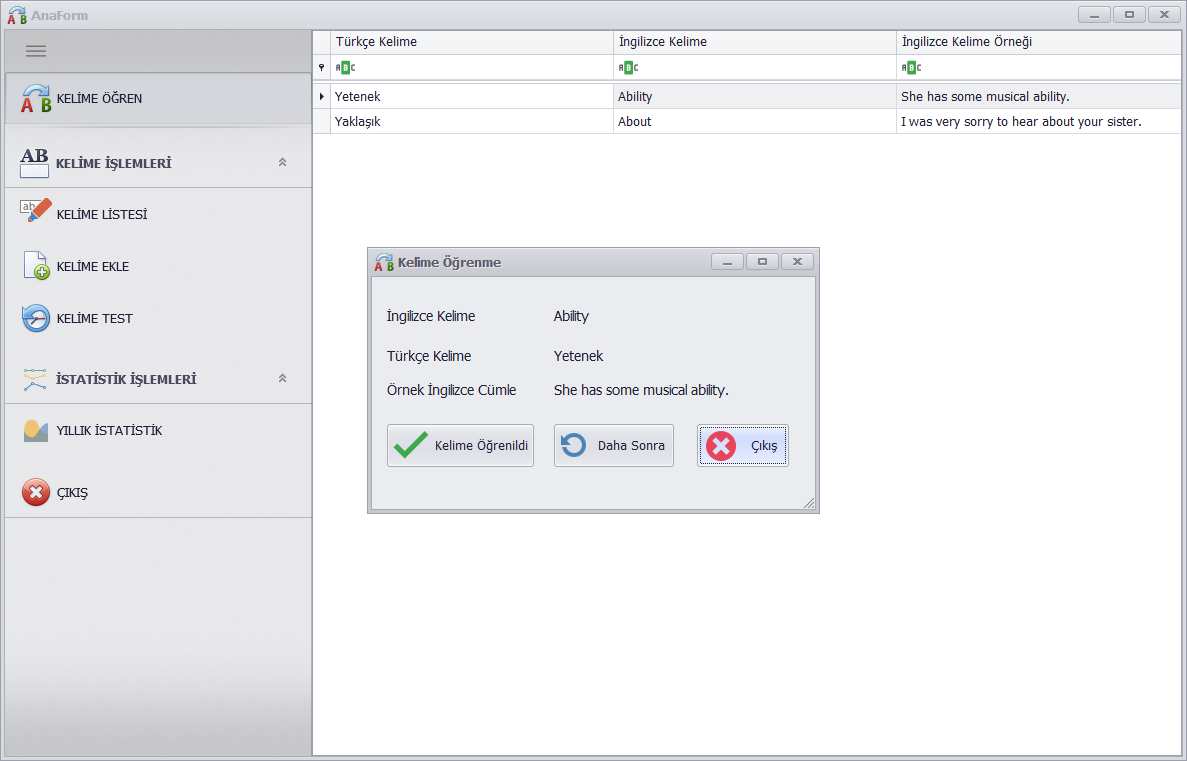 AnaForm
KELİME ÖĞREN
KELİME İŞLEMLERİ
KELİME LİSTESİ
KELİME EKLE
KELİME TEST
İSTATİSTİK İŞLEMLERİ
YILLIK İSTATİSTİK
ÇIKIŞ
Türkçe Kelime İngilizce Kelime İngilizce Kelime Örneği
ABC ABC ABC
Yetenek Ability She has some musical ability.
Yaklaşık About I was very sorry to hear about your sister.
Kelime Öğrenme
İngilizce Kelime Ability
Türkçe Kelime Yetenek
Örnek İngilizce Cümle She has some musical ability.
Kelime Öğrenildi Daha Sonra Çıkış